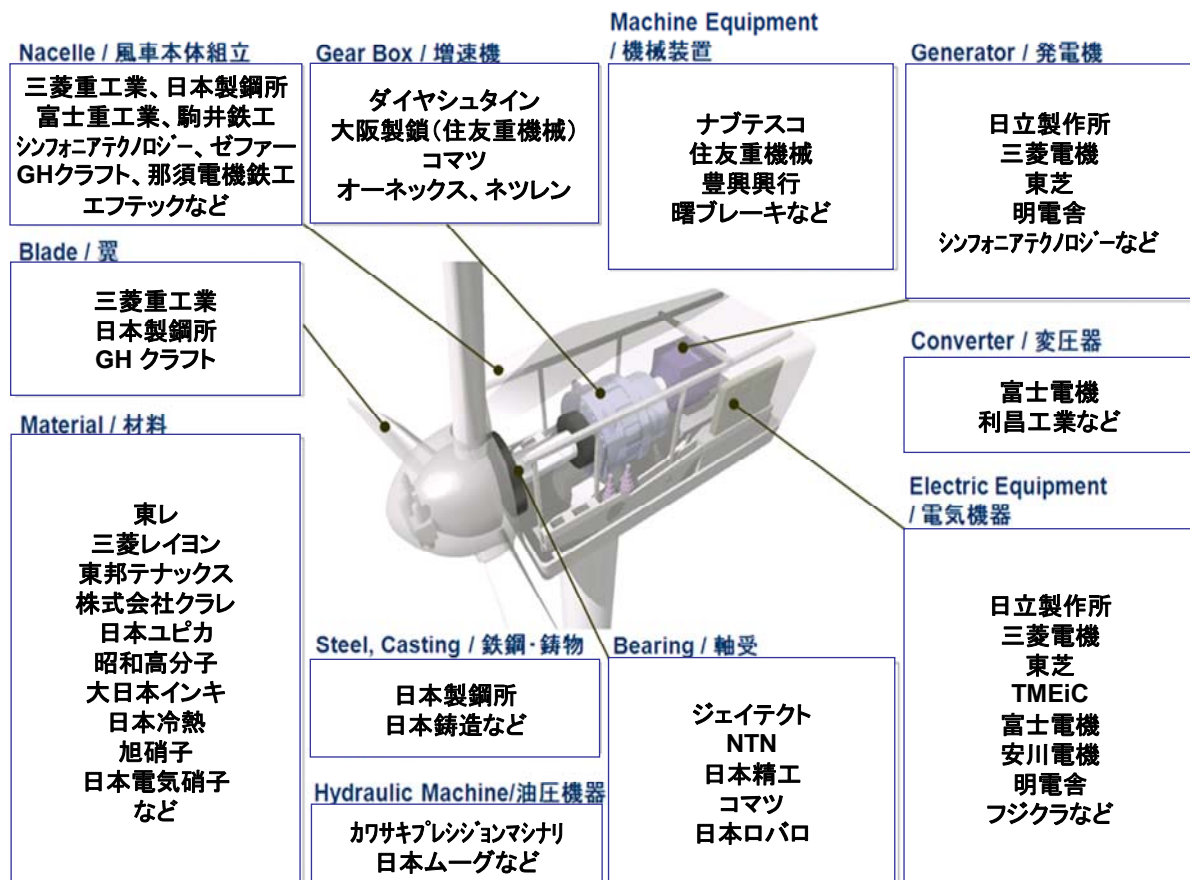 Nacelle / 風車本体組立
三菱重工業、日本製鋼所
富士重工業、駒井鉄工
シンフォニアテクノロジー、ゼファー
GHクラフト、那須電機鉄工
エフテックなど
Gear Box / 増速機
ダイヤシュタイン
大阪製鎖(住友重機械)
コマツ
オーネックス、ネツレン
Machine Equipment
/ 機械装置
ナブテスコ
住友重機械
豊興興行
曙ブレーキなど
Generator / 発電機
日立製作所
三菱電機
東芝
明電舎
シンフォニアテクノロジーなど
Blade / 翼
三菱重工業
日本製鋼所
GH クラフト
Converter / 変圧器
富士電機
利昌工業など
Material / 材料
東レ
三菱レイヨン
東邦テナックス
株式会社クラレ
日本ユピカ
昭和高分子
大日本インキ
日本冷熱
旭硝子
日本電気硝子
など
Steel, Casting / 鉄鋼・鋳物
日本製鋼所
日本鋳造など
Hydraulic Machine/油圧機器
カワサキプレシジョンマシナリ
日本ムーグなど
Bearing / 軸受
ジェイテクト
NTN
日本精工
コマツ
日本ロバロ
Electric Equipment
/ 電気機器
日立製作所
三菱電機
東芝
TMEiC
富士電機
安川電機
明電舎
フジクラなど